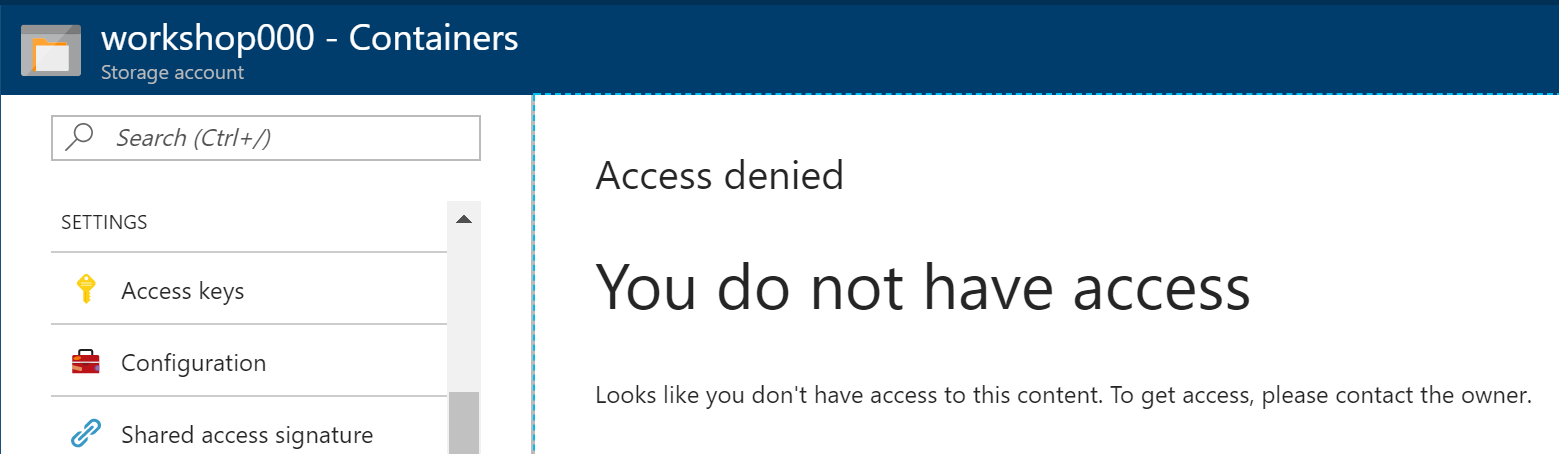 workshop000 - Containers
Storage account
Search (Ctrl+/)
SETTINGS
Access keys
Configuration
Shared access signature
Access denied
You do not have access
Looks like you don't have access to this content. To get access, please contact the owner.